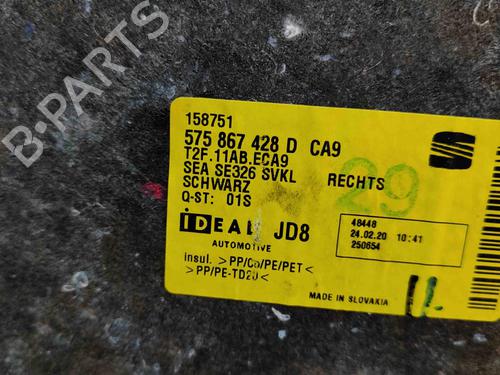 B-PARTS
158751
575 867 428 D CA9
T2F.11AB.ECA9
SEA SE326 SVKL
SCHWARZ RECHTS
Q-ST: 01S
29
iDEAL JD8
AUTOMOTIVE
48448
24.02.20 10:41
250654
insul. >PP/Co/PE/PET<
>PP/PE-TD20<
MADE IN SLOVAKIA